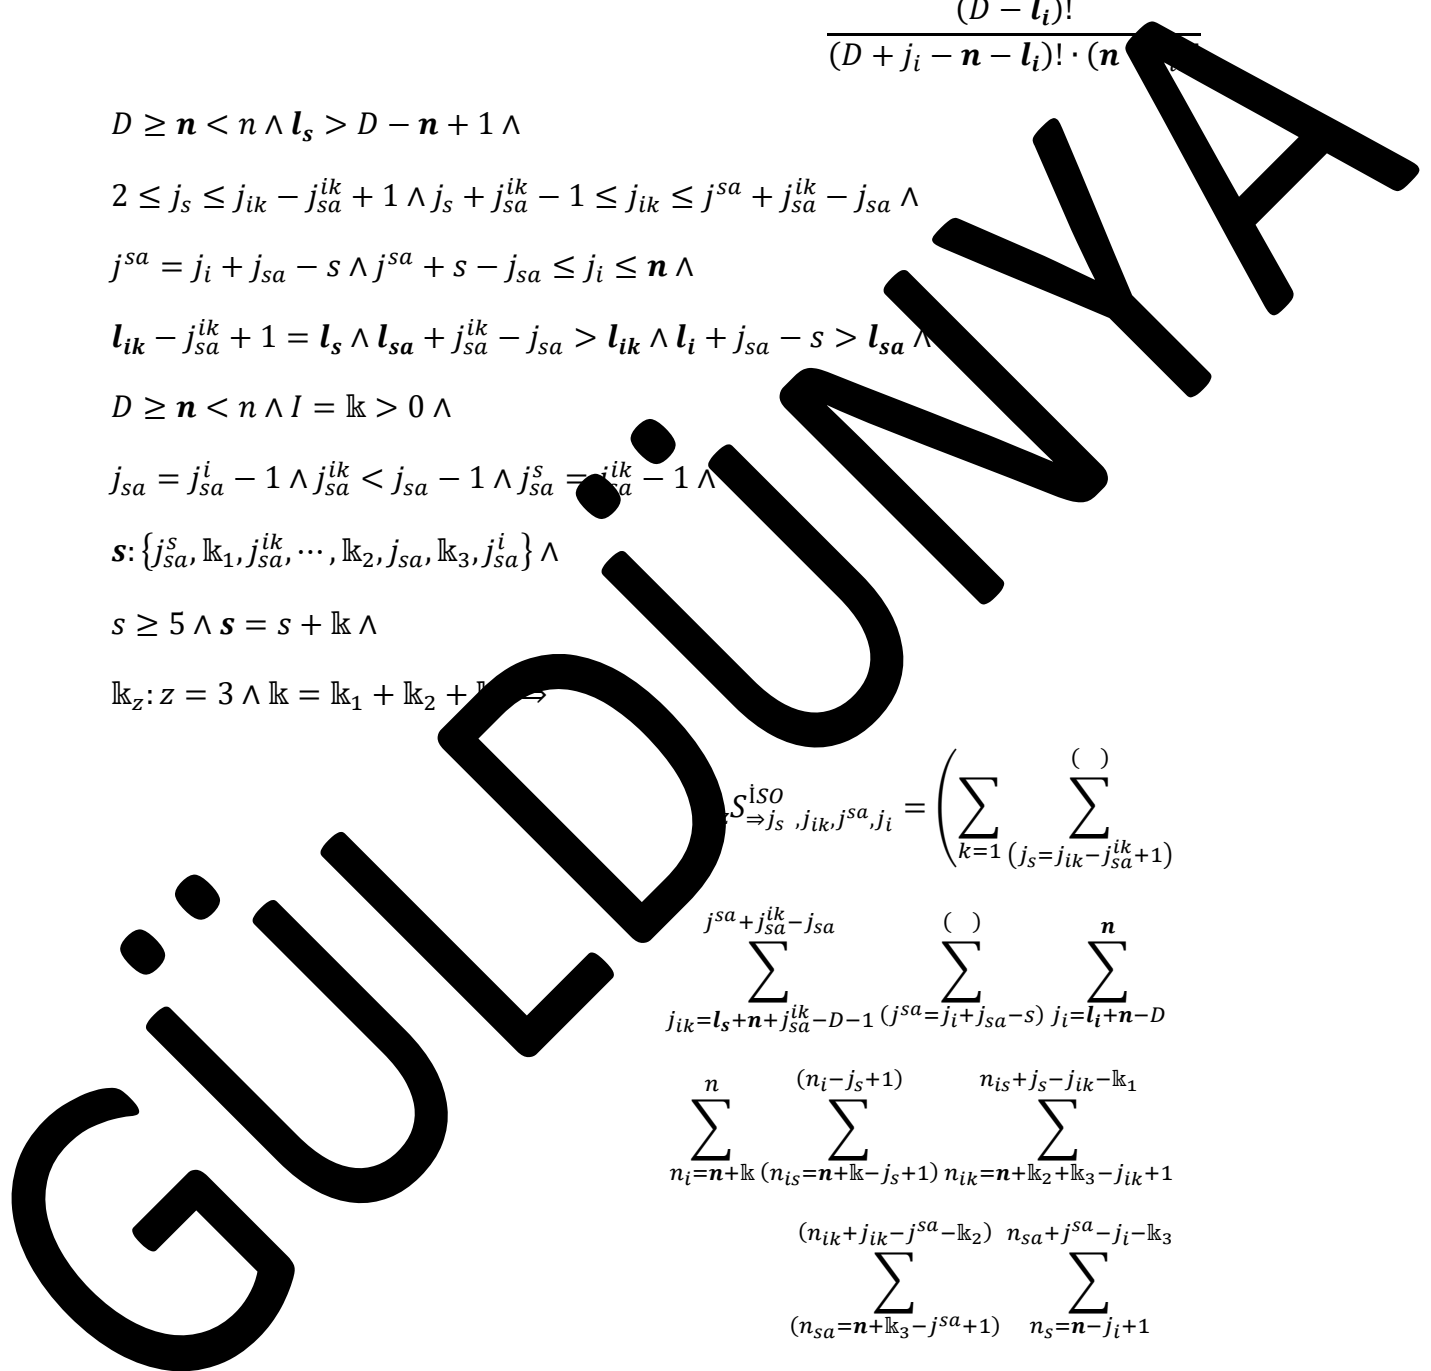 (D − l_i)!
(D + j_i − n − l_i)! · (n
D ≥ n < n ∧ l_s > D − n + 1 ∧
2 ≤ j_s ≤ j_ik − j_sa^ik + 1 ∧ j_s + j_sa^ik − 1 ≤ j_ik ≤ j^sa + j_sa^ik − j_sa ∧
j^sa = j_i + j_sa − s ∧ j^sa + s − j_sa ≤ j_i ≤ n ∧
l_ik − j_sa^ik + 1 = l_s ∧ l_sa + j_sa^ik − j_sa > l_ik ∧ l_i + j_sa − s > l_sa ∧
D ≥ n < n ∧ I = 𝕜 > 0 ∧
j_sa = j_sa^i − 1 ∧ j_sa^ik < j_sa − 1 ∧ j_sa^s = j_sa^ik − 1 ∧
s: {j_sa^s, 𝕜_1, j_sa^ik, ⋯, 𝕜_2, j_sa, 𝕜_3, j_sa^i} ∧
s ≥ 5 ∧ s = s + 𝕜 ∧
𝕜_z: z = 3 ∧ 𝕜 = 𝕜_1 + 𝕜_2 + ⇒
( )
S^İSO_⇒j_s ,j_ik,j^sa,j_i = ( ∑ ∑
k=1 (j_s=j_ik−j_sa^ik+1)
j^sa+j_sa^ik−j_sa ( ) n
∑ ∑ ∑
j_ik=l_s+n+j_sa^ik−D−1 (j^sa=j_i+j_sa−s) j_i=l_i+n−D
n (n_i−j_s+1) n_is+j_s−j_ik−𝕜_1
∑ ∑ ∑
n_i=n+𝕜 (n_is=n+𝕜−j_s+1) n_ik=n+𝕜_2+𝕜_3−j_ik+1
(n_ik+j_ik−j^sa−𝕜_2) n_sa+j^sa−j_i−𝕜_3
∑ ∑
(n_sa=n+𝕜_3−j^sa+1) n_s=n−j_i+1
GÜLDÜNYA